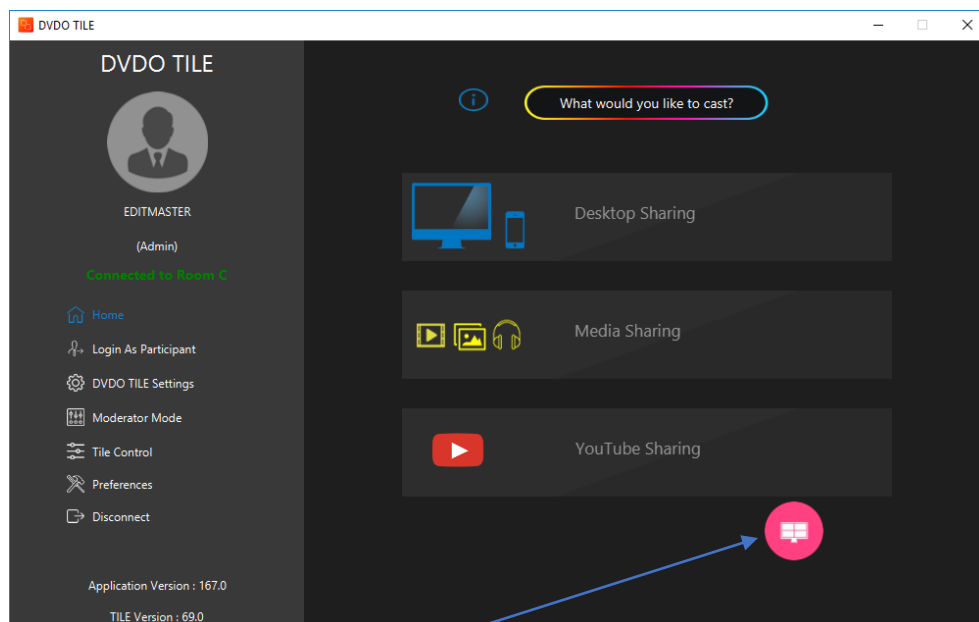 DVDO TILE
DVDO TILE
EDITMASTER
(Admin)
Connected to Room C
Home
Login As Participant
DVDO TILE Settings
Moderator Mode
Tile Control
Preferences
Disconnect
Application Version : 167.0
TILE Version : 69.0
What would you like to cast?
Desktop Sharing
Media Sharing
YouTube Sharing